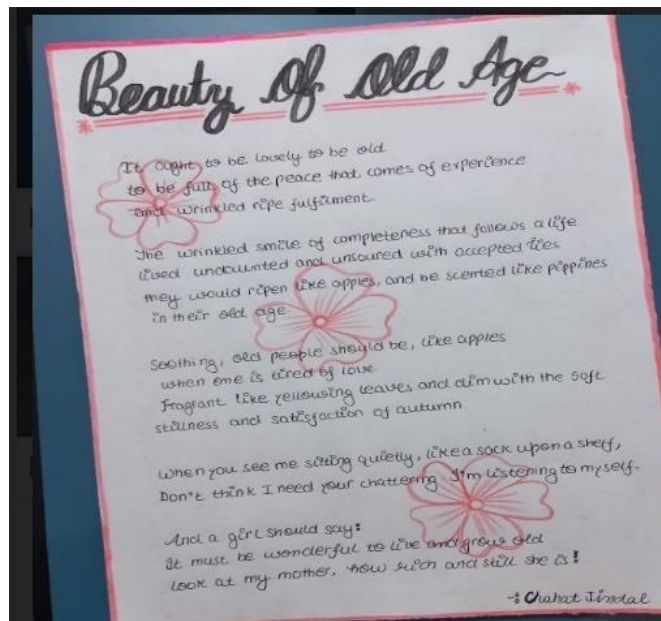 Beauty Of Old Age
It ought to be lovely to be old
to be full of the peace that comes of experience
and wrinkled ripe fulfilment.
The wrinkled smile of completeness that follows a life
lived undaunted and unsoured with accepted lies
they would ripen like apples, and be scented like pippines
in their old age.
Soothing, old people should be, like apples
when one is tired of love.
Fragrant like yellowing leaves and dim with the soft
stillness and satisfaction of autumn
When you see me sitting quietly, like a sack upon a shelf,
Don't think I need your chattering. I'm listening to myself.
And a girl should say:
It must be wonderful to live and grow old
look at my mother, how rich and still she is!
-: Chahat Jindal